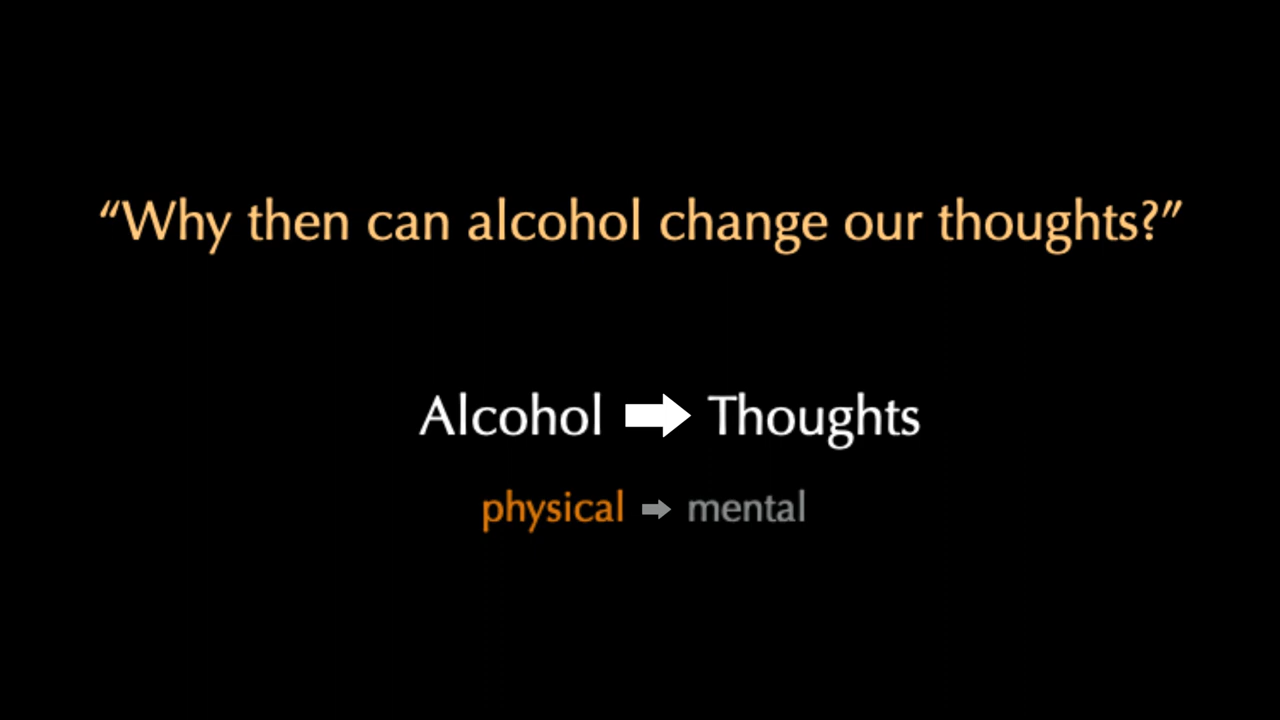 “Why then can alcohol change our thoughts?”
Alcohol ➡ Thoughts
physical ➡ mental